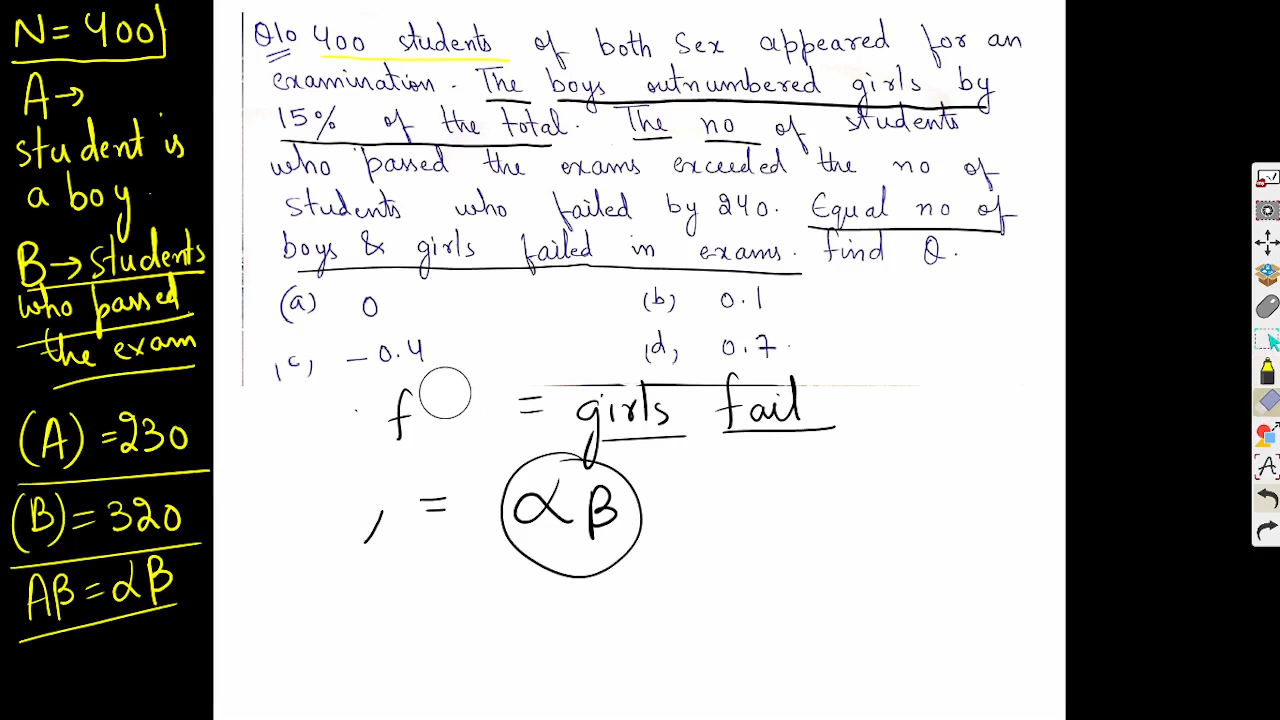 N = 400
A →
student is
a boy.
B → students
who passed
the exam
(A) = 230
(B) = 320
Aβ = αβ
Q10 400 students of both Sex appeared for an
examination. The boys outnumbered girls by
15% of the total. The no of students
who passed the exams exceeded the no of
students who failed by 240. Equal no of
boys & girls failed in exams. find Q.
(a) 0 (b) 0.1
(c) - 0.4 (d) 0.7
f = girls fail
= αβ